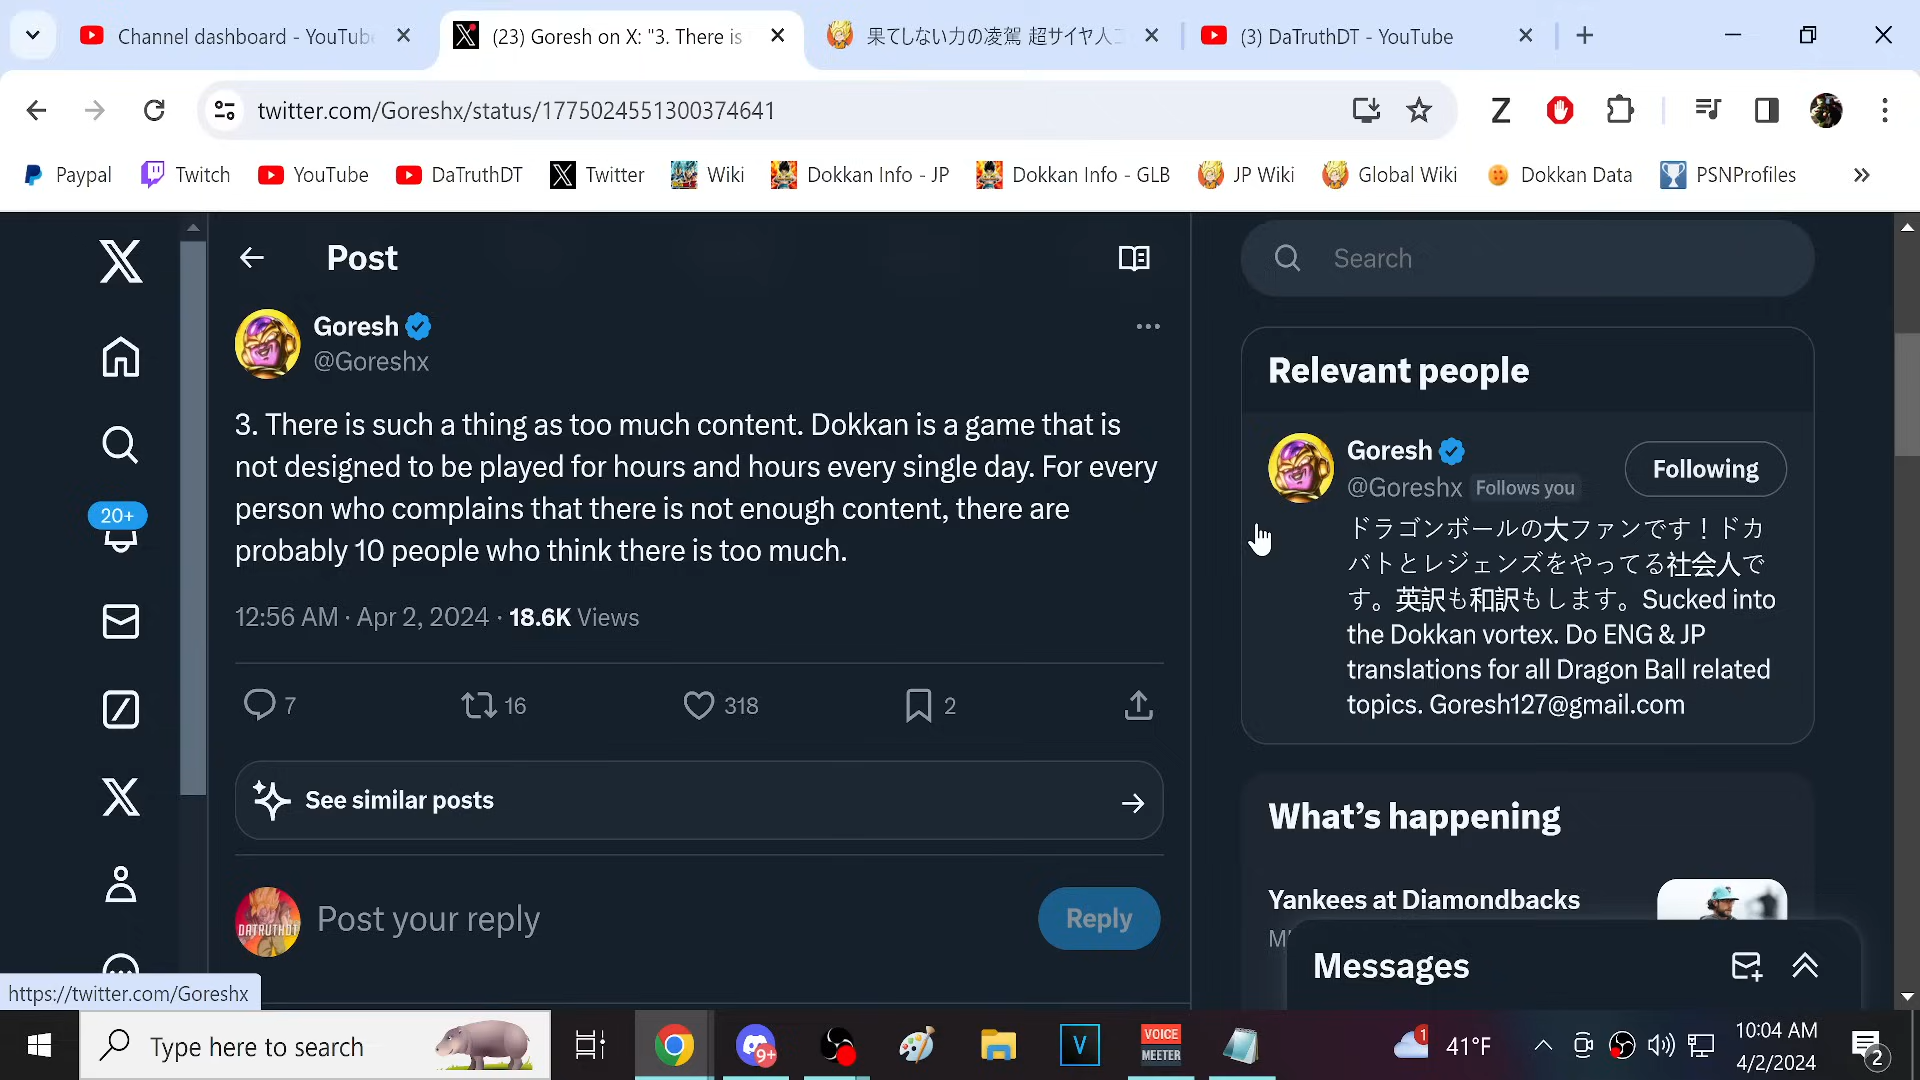 Channel dashboard - YouTube
(23) Goresh on X: "3. There is
果てしない力の凌駕 超サイヤ人ゴ
(3) DaTruthDT - YouTube
twitter.com/Goreshx/status/1775024551300374641
Paypal
Twitch
YouTube
DaTruthDT
Twitter
Wiki
Dokkan Info - JP
Dokkan Info - GLB
JP Wiki
Global Wiki
Dokkan Data
PSNProfiles
20+
Post
Goresh
@Goreshx
3. There is such a thing as too much content. Dokkan is a game that is
not designed to be played for hours and hours every single day. For every
person who complains that there is not enough content, there are
probably 10 people who think there is too much.
12:56 AM · Apr 2, 2024 · 18.6K Views
7
16
318
2
See similar posts
DATRUTHDT
Post your reply
Reply
Search
Relevant people
Goresh
@Goreshx Follows you
Following
ドラゴンボールの大ファンです！ドカ
バトとレジェンズをやってる社会人で
す。英訳も和訳もします。Sucked into
the Dokkan vortex. Do ENG & JP
translations for all Dragon Ball related
topics. Goresh127@gmail.com
What's happening
Yankees at Diamondbacks
Messages
https://twitter.com/Goreshx
Type here to search
9+
V
VOICE
MEETER
1
41°F
10:04 AM
4/2/2024
2